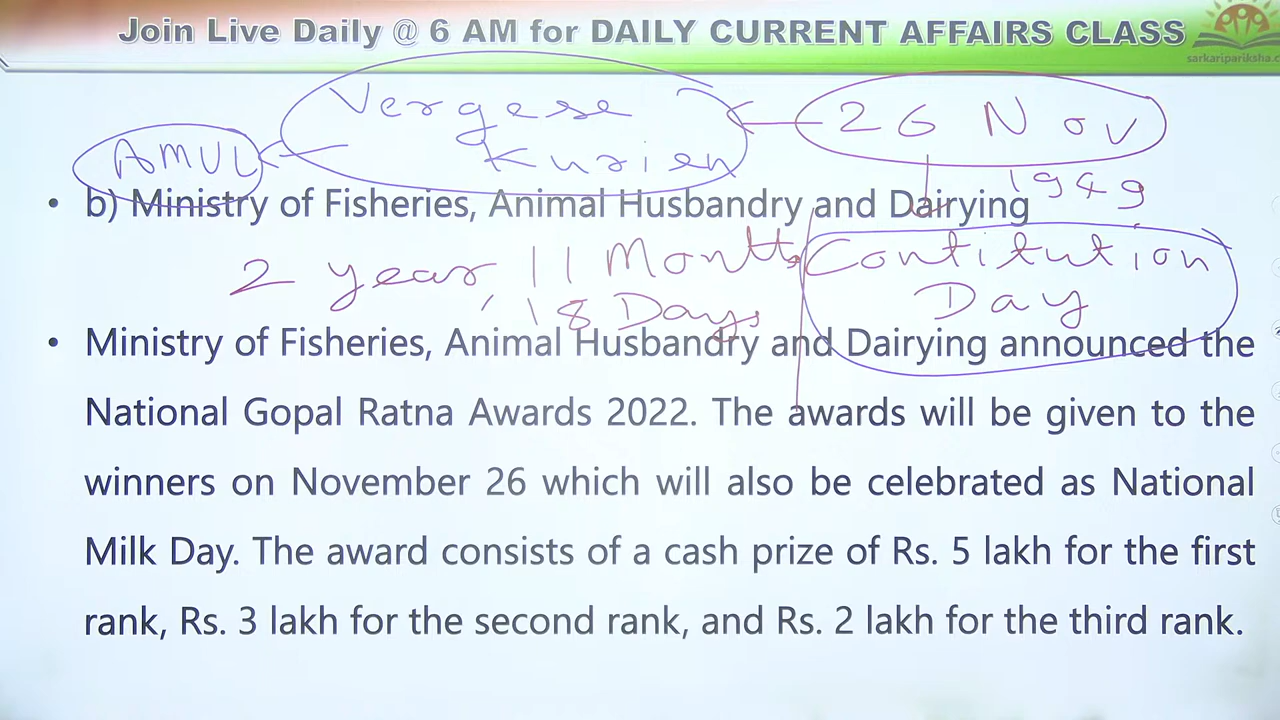 Join Live Daily @ 6 AM for DAILY CURRENT AFFAIRS CLASS
sarkaripariksha.c
Vergese 26 Nov
AMUL Kurien
1949
• b) Ministry of Fisheries, Animal Husbandry and Dairying
2 year, 11 Months, Contitution
18 Days Day
• Ministry of Fisheries, Animal Husbandry and Dairying announced the
National Gopal Ratna Awards 2022. The awards will be given to the
winners on November 26 which will also be celebrated as National
Milk Day. The award consists of a cash prize of Rs. 5 lakh for the first
rank, Rs. 3 lakh for the second rank, and Rs. 2 lakh for the third rank.